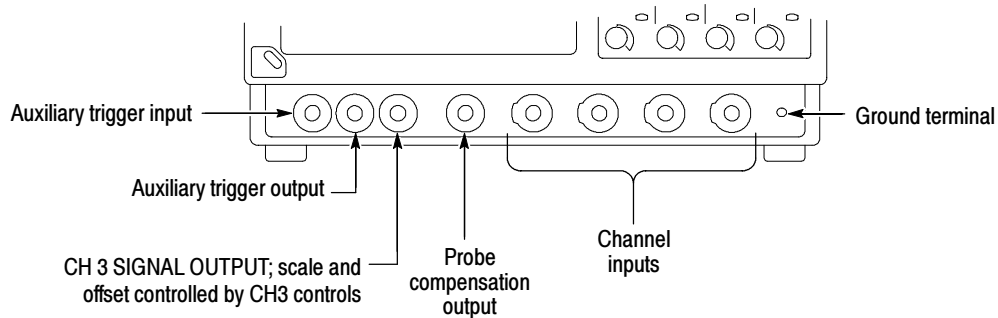 Auxiliary trigger input
Ground terminal
Auxiliary trigger output
CH 3 SIGNAL OUTPUT; scale and
offset controlled by CH3 controls
Probe
compensation
output
Channel
inputs